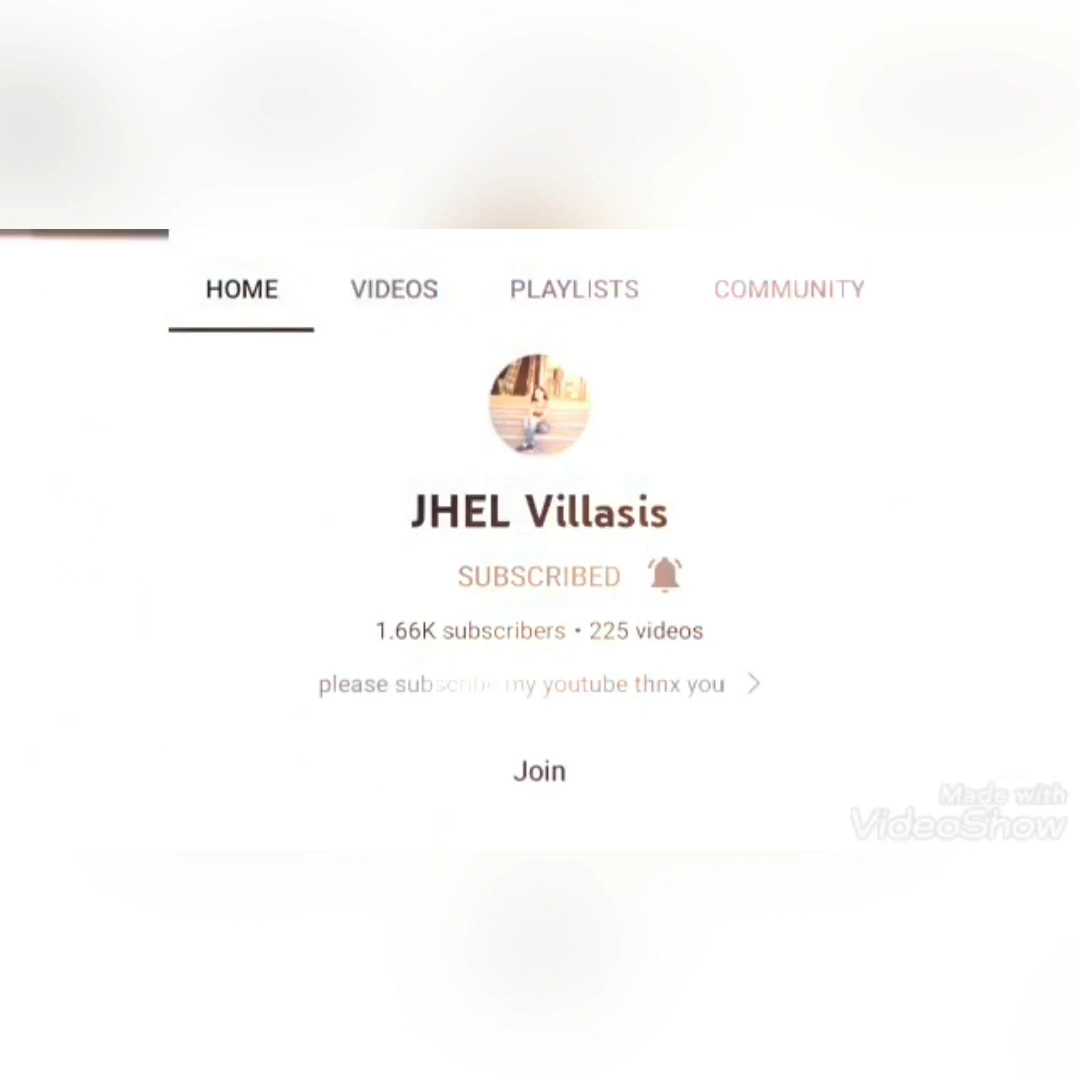 HOME VIDEOS PLAYLISTS COMMUNITY
JHEL Villasis
SUBSCRIBED
1.66K subscribers • 225 videos
please subscribe my youtube thnx you
Join
Made with
VideoShow